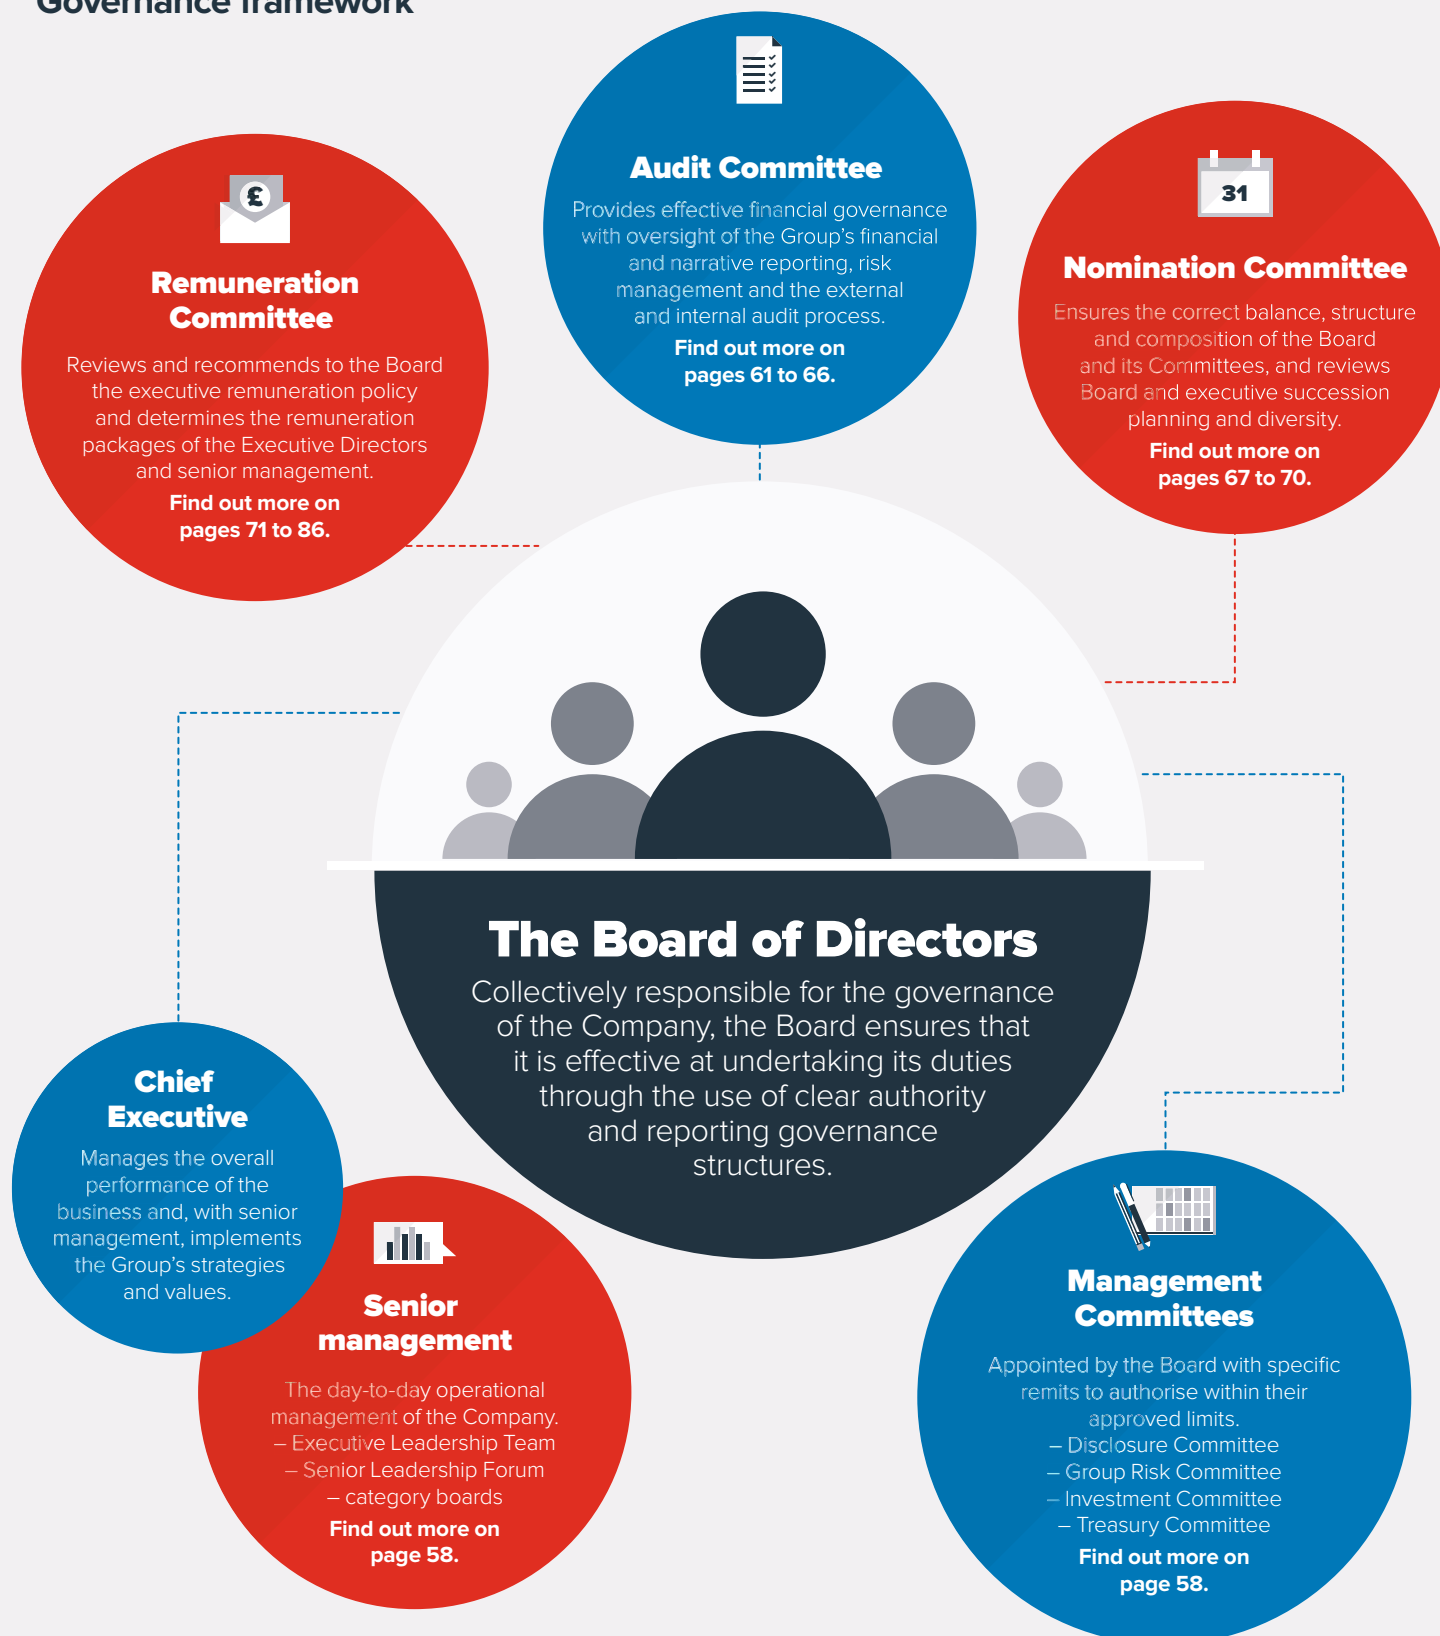 Governance framework
Audit Committee
Provides effective financial governance
with oversight of the Group's financial
and narrative reporting, risk
management and the external
and internal audit process.
Find out more on
pages 61 to 66.
£
Remuneration
Committee
Reviews and recommends to the Board
the executive remuneration policy
and determines the remuneration
packages of the Executive Directors
and senior management.
Find out more on
pages 71 to 86.
31
Nomination Committee
Ensures the correct balance, structure
and composition of the Board
and its Committees, and reviews
Board and executive succession
planning and diversity.
Find out more on
pages 67 to 70.
The Board of Directors
Collectively responsible for the governance
of the Company, the Board ensures that
it is effective at undertaking its duties
through the use of clear authority
and reporting governance
structures.
Chief
Executive
Manages the overall
performance of the
business and, with senior
management, implements
the Group's strategies
and values.
Senior
management
The day-to-day operational
management of the Company.
– Executive Leadership Team
– Senior Leadership Forum
– category boards
Find out more on
page 58.
Management
Committees
Appointed by the Board with specific
remits to authorise within their
approved limits.
– Disclosure Committee
– Group Risk Committee
– Investment Committee
– Treasury Committee
Find out more on
page 58.